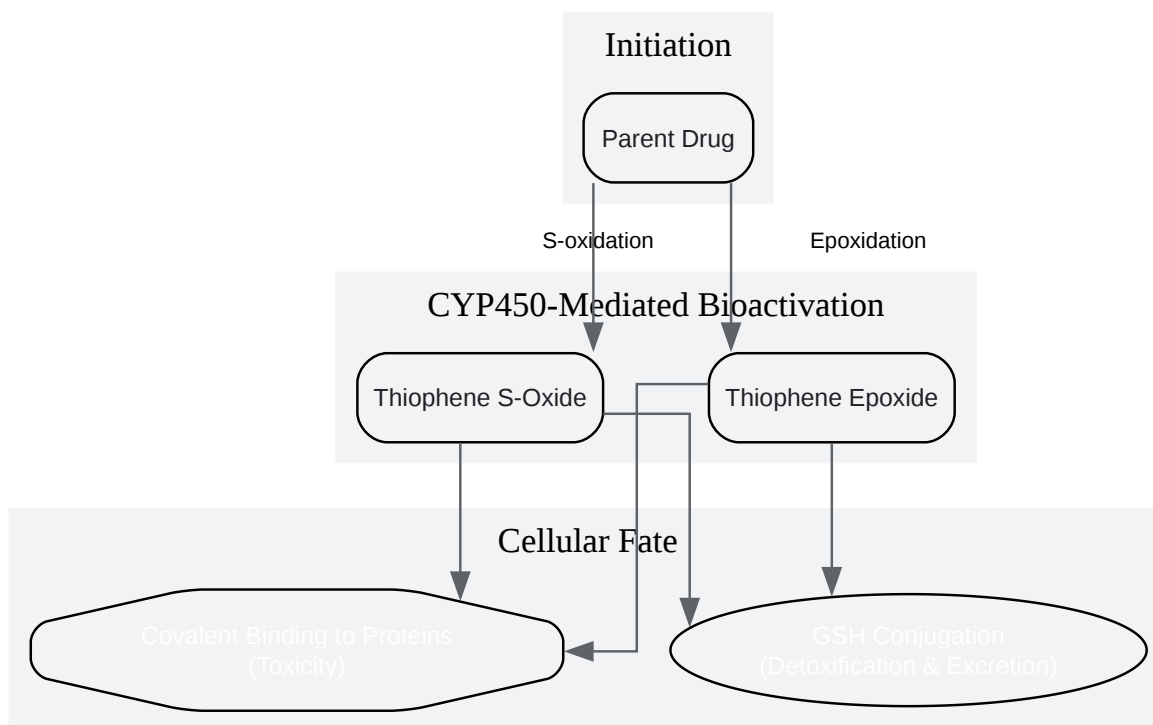 Initiation
Parent Drug
S-oxidation
Epoxidation
CYP450-Mediated Bioactivation
Thiophene S-Oxide
Thiophene Epoxide
Cellular Fate
Covalent Binding to Proteins
(Toxicity)
GSH Conjugation
(Detoxification & Excretion)